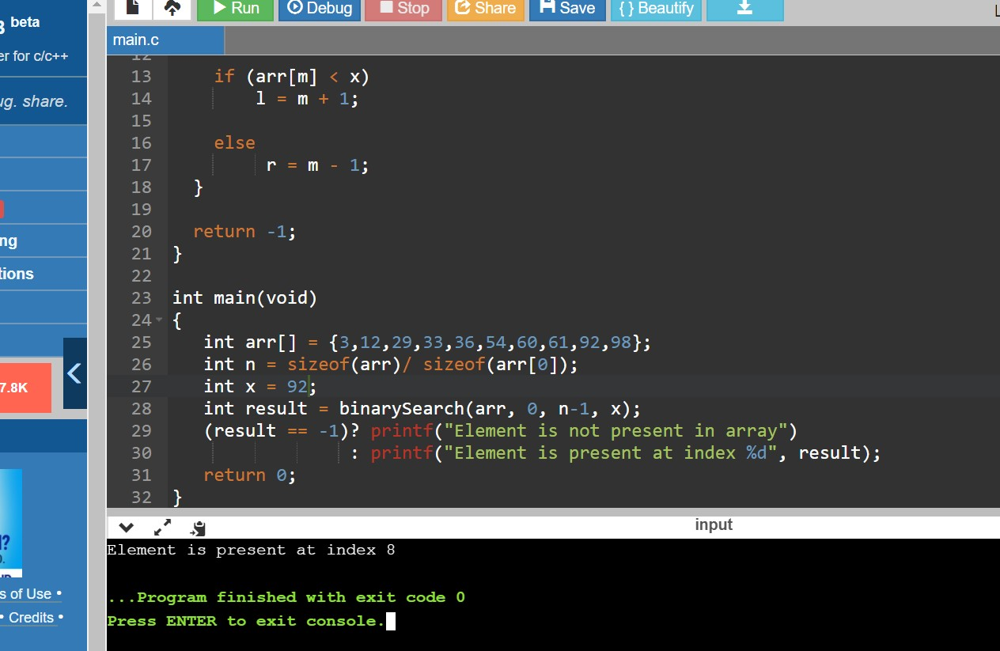 beta
er for c/c++
ug. share.
ng
tions
7.8K
?
s of Use •
• Credits •
Run Debug Stop Share Save { } Beautify
main.c
12
13 if (arr[m] < x)
14 l = m + 1;
15
16 else
17 r = m - 1;
18 }
19
20 return -1;
21 }
22
23 int main(void)
24 {
25 int arr[] = {3,12,29,33,36,54,60,61,92,98};
26 int n = sizeof(arr)/ sizeof(arr[0]);
27 int x = 92;
28 int result = binarySearch(arr, 0, n-1, x);
29 (result == -1)? printf("Element is not present in array")
30 : printf("Element is present at index %d", result);
31 return 0;
32 }
input
Element is present at index 8
...Program finished with exit code 0
Press ENTER to exit console.